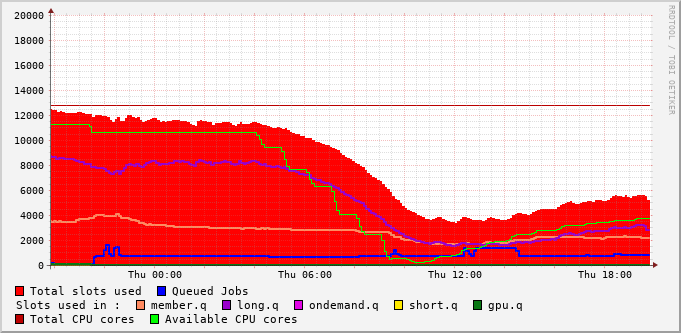 RRDTOOL / TOBI OETIKER
20000
18000
16000
14000
12000
10000
8000
6000
4000
2000
0
Thu 00:00 Thu 06:00 Thu 12:00 Thu 18:00
Total slots used Queued Jobs
Slots used in : member.q long.q ondemand.q short.q gpu.q
Total CPU cores Available CPU cores